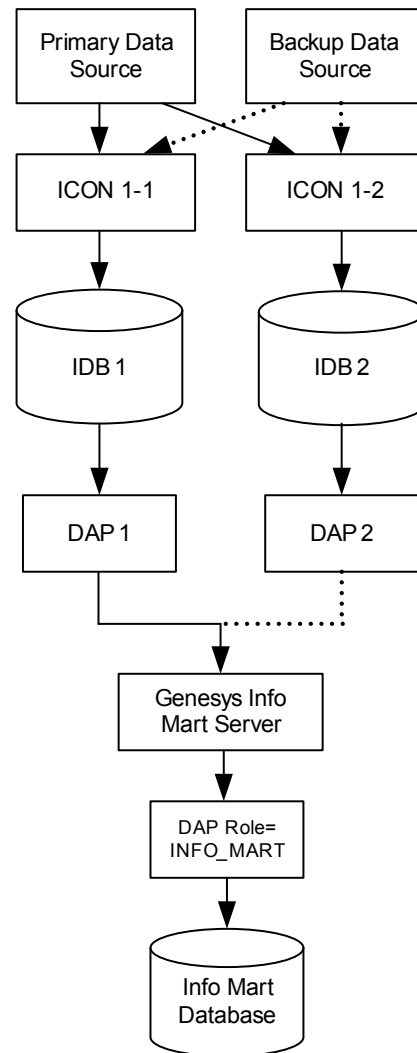 Primary Data
Source
Backup Data
Source
ICON 1-1
ICON 1-2
IDB 1
IDB 2
DAP 1
DAP 2
Genesys Info
Mart Server
DAP Role=
INFO_MART
Info Mart
Database